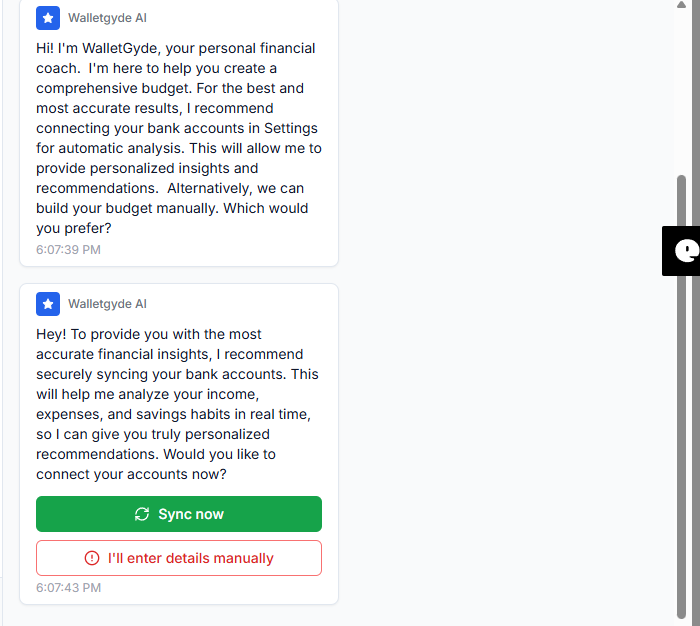 Walletgyde AI
Hi! I'm WalletGyde, your personal financial
coach.  I'm here to help you create a
comprehensive budget. For the best and
most accurate results, I recommend
connecting your bank accounts in Settings
for automatic analysis. This will allow me to
provide personalized insights and
recommendations.  Alternatively, we can
build your budget manually. Which would
you prefer?
6:07:39 PM
Walletgyde AI
Hey! To provide you with the most
accurate financial insights, I recommend
securely syncing your bank accounts. This
will help me analyze your income,
expenses, and savings habits in real time,
so I can give you truly personalized
recommendations. Would you like to
connect your accounts now?
Sync now
I'll enter details manually
6:07:43 PM
e